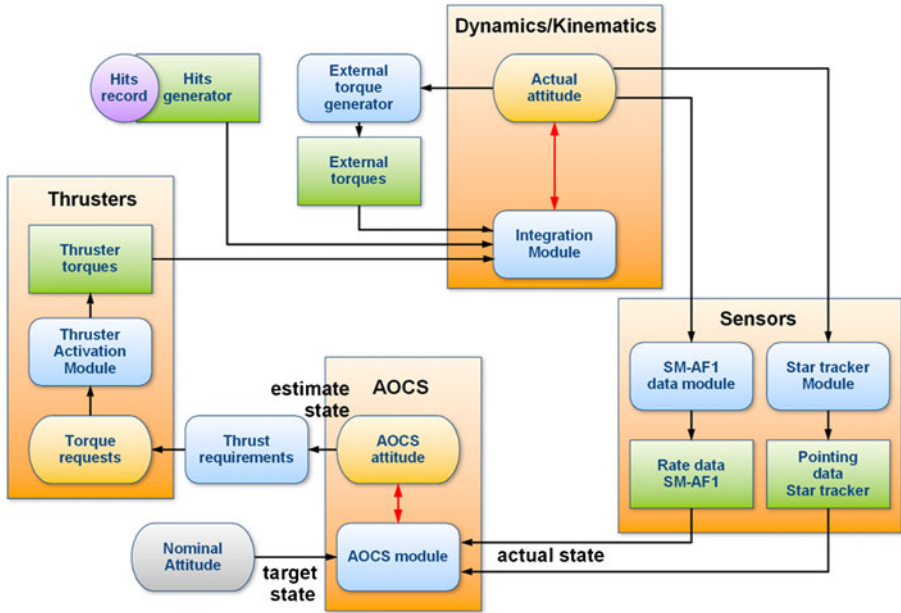 Dynamics/Kinematics
Hits
record
Hits
generator
External
torque
generator
Actual
attitude
External
torques
Integration
Module
Thrusters
Thruster
torques
Thruster
Activation
Module
Torque
requests
Thrust
requirements
estimate
state
AOCS
AOCS
attitude
AOCS module
Nominal
Attitude
target
state
actual state
Sensors
SM-AF1
data module
Star tracker
Module
Rate data
SM-AF1
Pointing
data
Star tracker